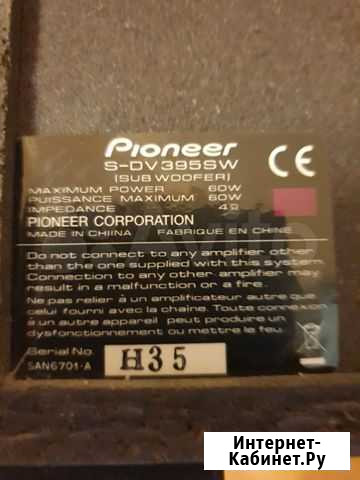 Pioneer
S-DV395SW
(SUB WOOFER)
CE
MAXIMUM POWER 60W
PUISSANCE MAXIMUM 60W
IMPEDANCE 4Ω
PIONEER CORPORATION
MADE IN CHINA FABRIQUE EN CHINE
Do not connect to any amplifier other
than the one supplied with this system.
Connection to any other amplifier may
result in a malfunction or a fire.
Ne pas relier à un amplificateur autre que
celui fourni avec la chaîne. Toute connexion
à un autre appareil peut provoquer un
dysfonctionnement ou mettre le feu.
Serial No.
H35
SAN6701-A
Интернет-
Кабинет.Ру